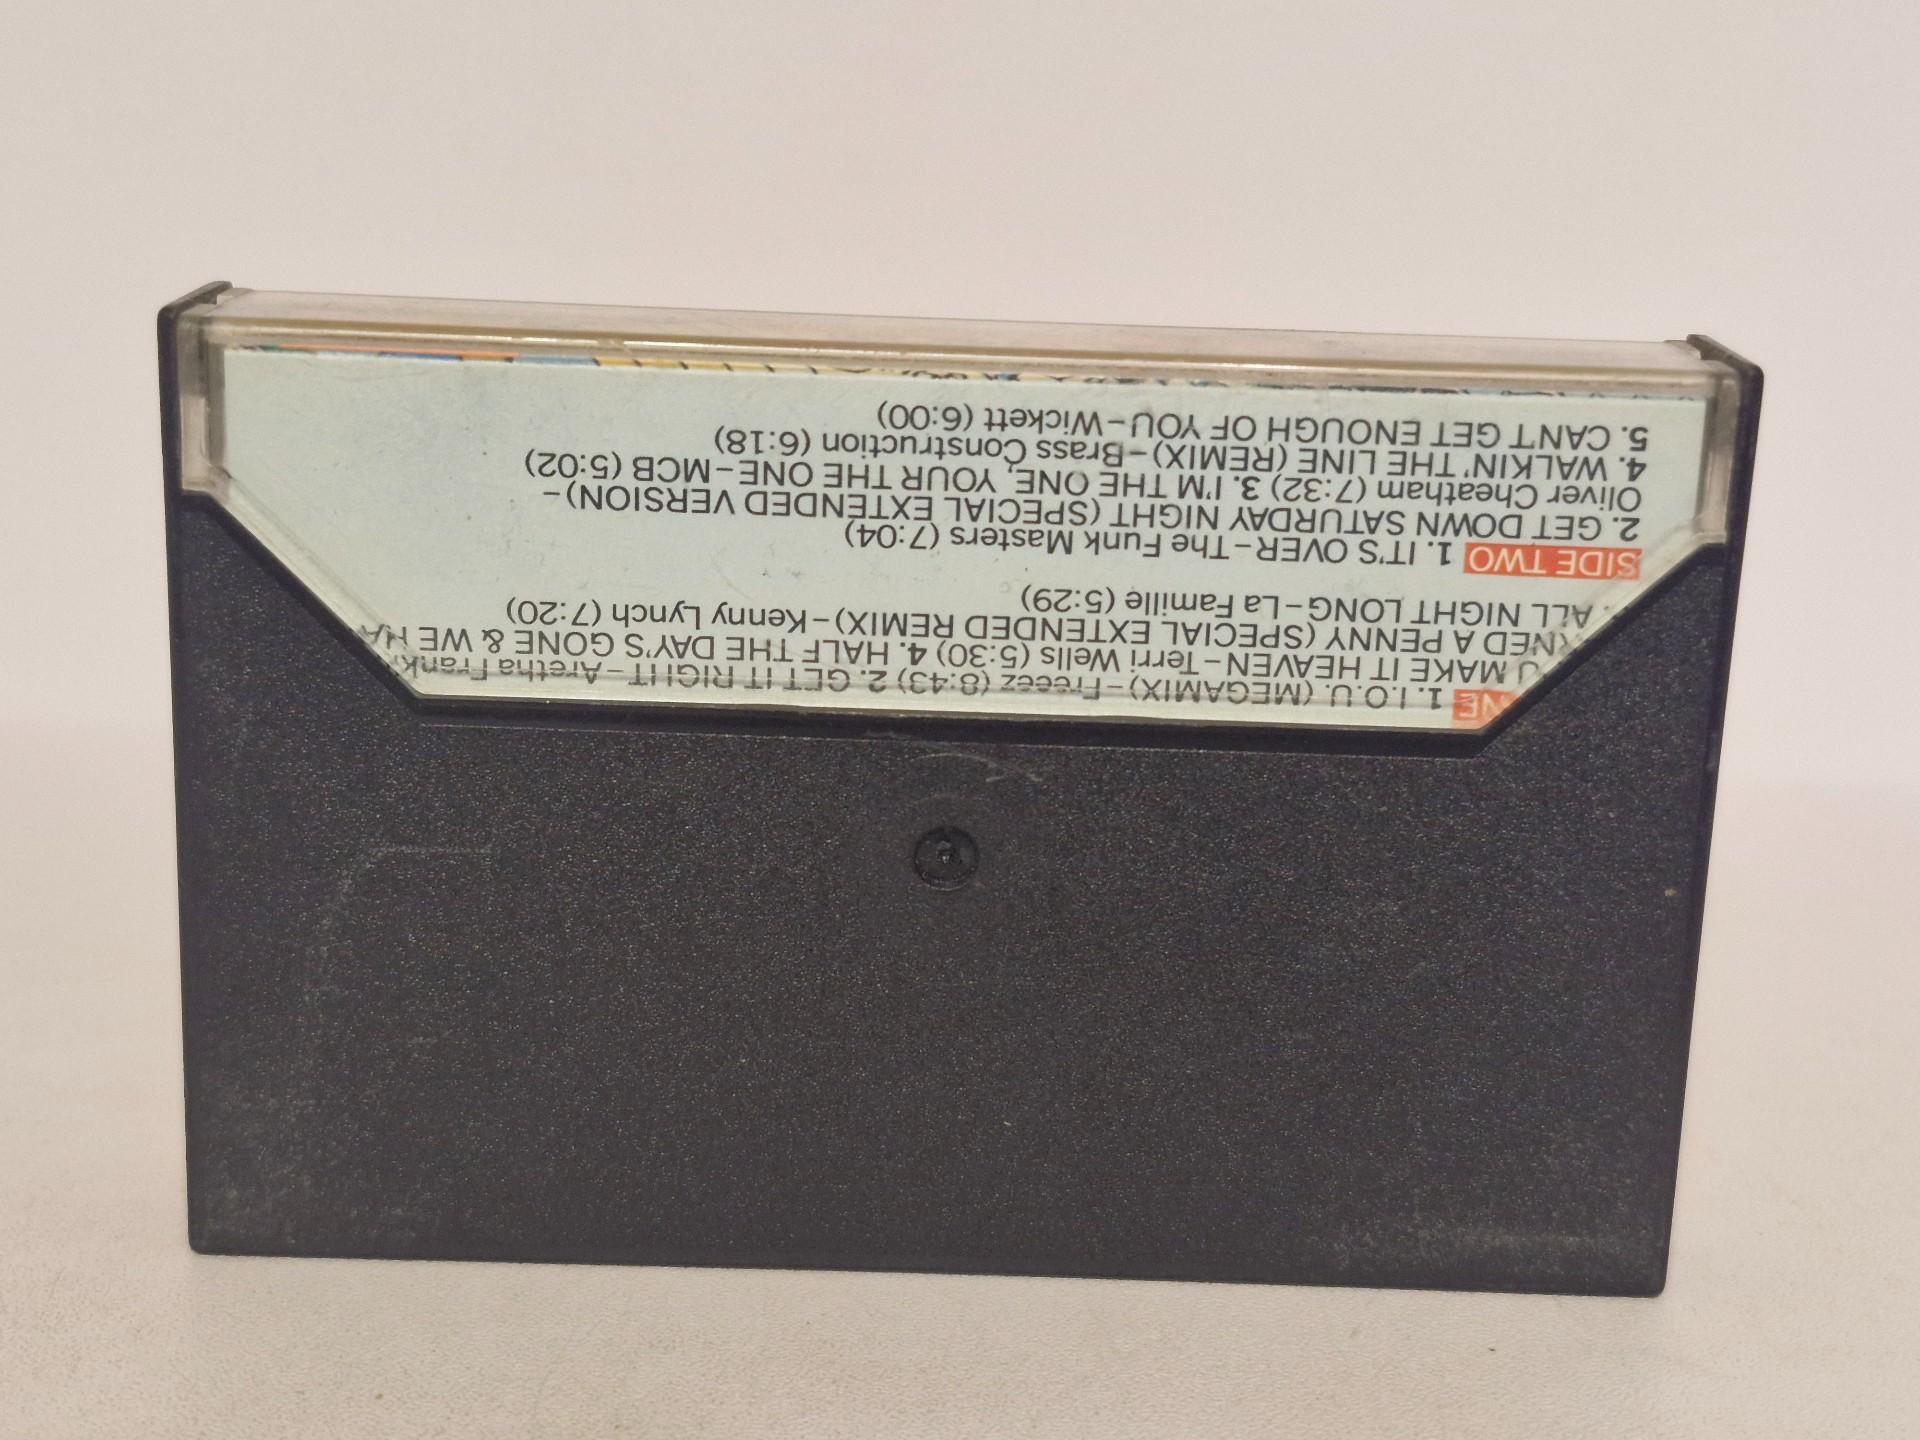 NE 1. I.O.U. (MEGAMIX)–Freeez (8:43) 2. GET IT RIGHT–Aretha Frank
U MAKE IT HEAVEN–Terri Wells (5:30) 4. HALF THE DAY'S GONE & WE HA
RNED A PENNY (SPECIAL EXTENDED REMIX)–Kenny Lynch (7:20)
. ALL NIGHT LONG–La Famille (5:29)
SIDE TWO 1. IT'S OVER–The Funk Masters (7:04)
2. GET DOWN SATURDAY NIGHT (SPECIAL EXTENDED VERSION)–
Oliver Cheatham (7:32) 3. I'M THE ONE, YOUR THE ONE–MCB (5:02)
4. WALKIN' THE LINE (REMIX)–Brass Construction (6:18)
5. CAN'T GET ENOUGH OF YOU–Wickett (6:00)